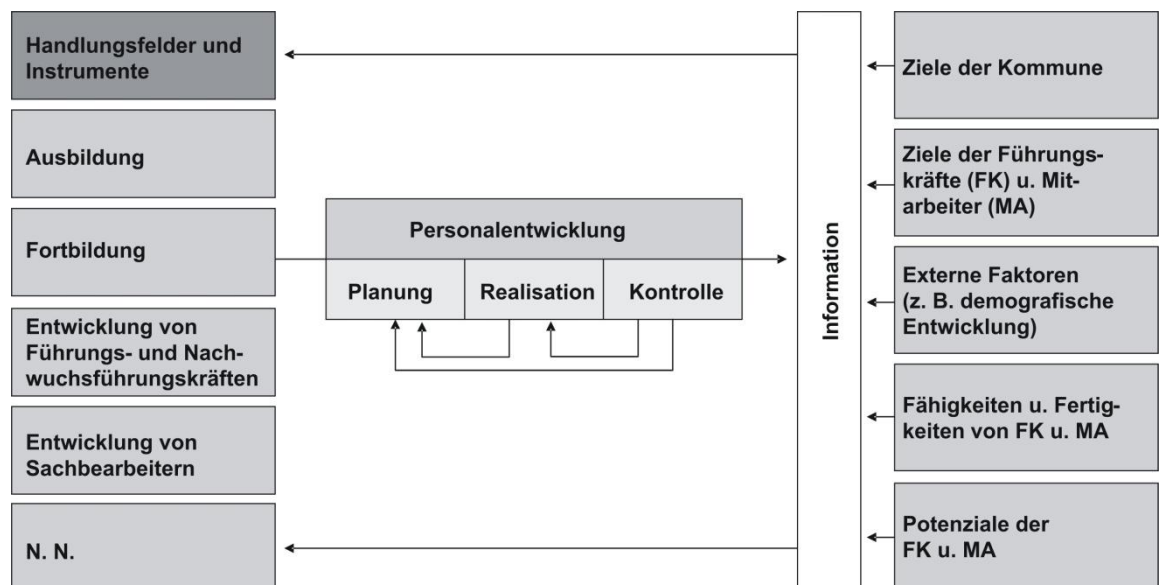 Handlungsfelder und
Instrumente
Ausbildung
Fortbildung
Entwicklung von
Führungs- und Nach-
wuchsführungskräften
Entwicklung von
Sachbearbeitern
N. N.
Personalentwicklung
Planung
Realisation
Kontrolle
Information
Ziele der Kommune
Ziele der Führungs-
kräfte (FK) u. Mit-
arbeiter (MA)
Externe Faktoren
(z. B. demografische
Entwicklung)
Fähigkeiten u. Fertig-
keiten von FK u. MA
Potenziale der
FK u. MA